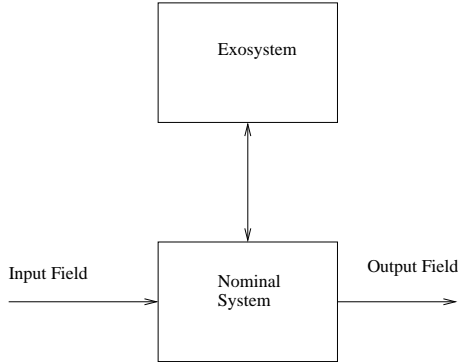 Exosystem
Input Field
Nominal
System
Output Field